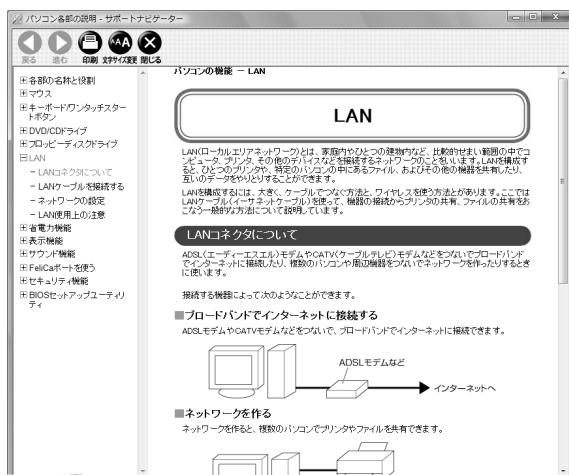 パソコン各部の説明 - サポートナビゲーター
戻る 進む 印刷 文字サイズ変更 閉じる
各部の名称と役割
マウス
キーボード/ワンタッチスター
トボタン
DVD/CDドライブ
フロッピーディスクドライブ
LAN
- LANコネクタについて
- LANケーブルを接続する
- ネットワークの設定
- LAN使用上の注意
省電力機能
表示機能
サウンド機能
FeliCaポートを使う
セキュリティ機能
BIOSセットアップユーティリ
ティ
パソコンの機能 － LAN
LAN
LAN(ローカルエリアネットワーク)とは、家庭内やひとつの建物内など、比較的せまい範囲の中でコ
ンピュータ、プリンタ、その他のデバイスなどを接続するネットワークのことをいいます。LANを構成す
ると、ひとつのプリンタや、特定のパソコンの中にあるファイル、およびその他の機器を共有したり、
互いのデータをやりとりすることができます。
LANを構成するには、大きく、ケーブルでつなぐ方法と、ワイヤレスを使う方法とがあります。ここでは
LANケーブル(イーサネットケーブル)を使って、機器の接続からプリンタの共有、ファイルの共有をお
こなう一般的な方法について説明しています。
LANコネクタについて
ADSL(エーディーエスエル)モデムやCATV(ケーブルテレビ)モデムなどをつないでブロードバンド
でインターネットに接続したり、複数のパソコンや周辺機器をつないでネットワークを作ったりするとき
に使います。
接続する機器によって次のようなことができます。
■ブロードバンドでインターネットに接続する
ADSLモデムやCATVモデムなどをつないで、ブロードバンドでインターネットに接続できます。
ADSLモデムなど
インターネットへ
■ネットワークを作る
ネットワークを作ると、複数のパソコンでプリンタやファイルを共有できます。